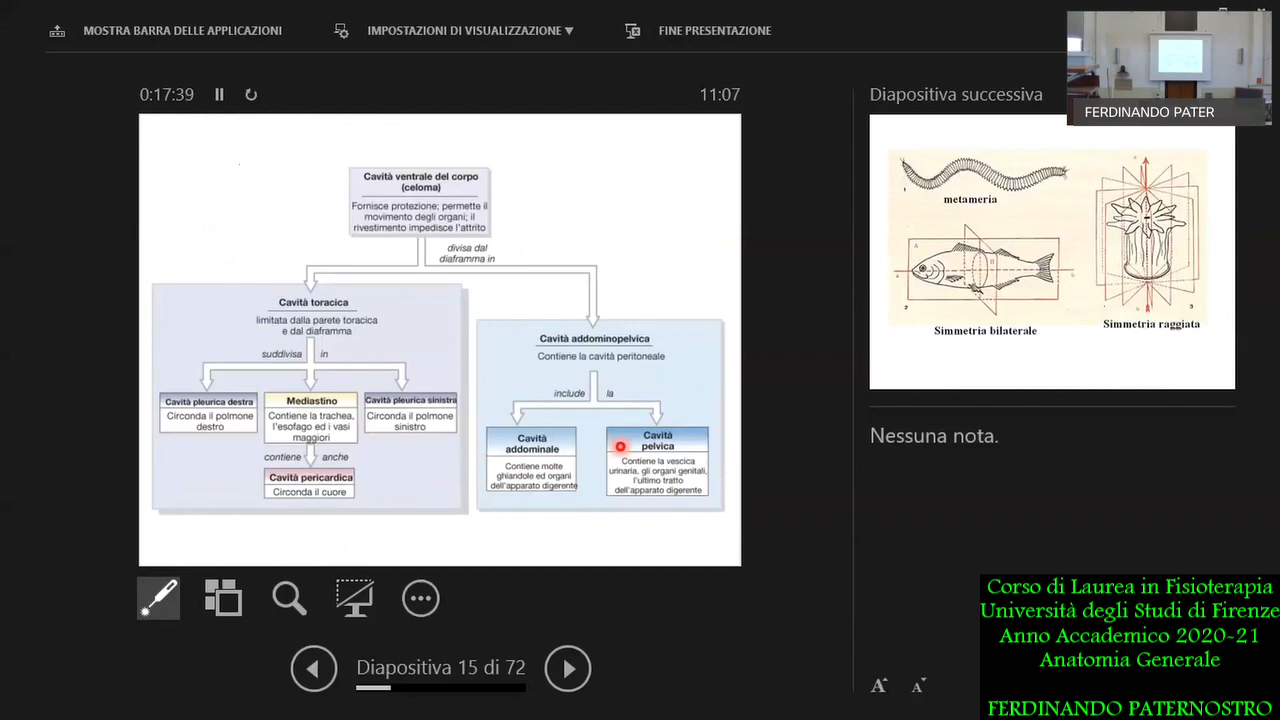 MOSTRA BARRA DELLE APPLICAZIONI
IMPOSTAZIONI DI VISUALIZZAZIONE ▼
FINE PRESENTAZIONE
FERDINANDO PATER
0:17:39
11:07
Cavità ventrale del corpo
(celoma)
Fornisce protezione; permette il
movimento degli organi; il
rivestimento impedisce l'attrito
divisa dal
diaframma in
Cavità toracica
limitata dalla parete toracica
e dal diaframma
suddivisa in
Cavità pleurica destra
Circonda il polmone
destro
Mediastino
Contiene la trachea,
l'esofago ed i vasi
maggiori
Cavità pleurica sinistra
Circonda il polmone
sinistro
contiene anche
Cavità pericardica
Circonda il cuore
Cavità addominopelvica
Contiene la cavità peritoneale
include la
Cavità
addominale
Contiene molte
ghiandole ed organi
dell'apparato digerente
Cavità
pelvica
Contiene la vescica
urinaria, gli organi genitali,
l'ultimo tratto
dell'apparato digerente
Diapositiva 15 di 72
Diapositiva successiva
1
metameria
2
Simmetria bilaterale
3
Simmetria raggiata
Nessuna nota.
A A
Corso di Laurea in Fisioterapia
Università degli Studi di Firenze
Anno Accademico 2020-21
Anatomia Generale
FERDINANDO PATERNOSTRO